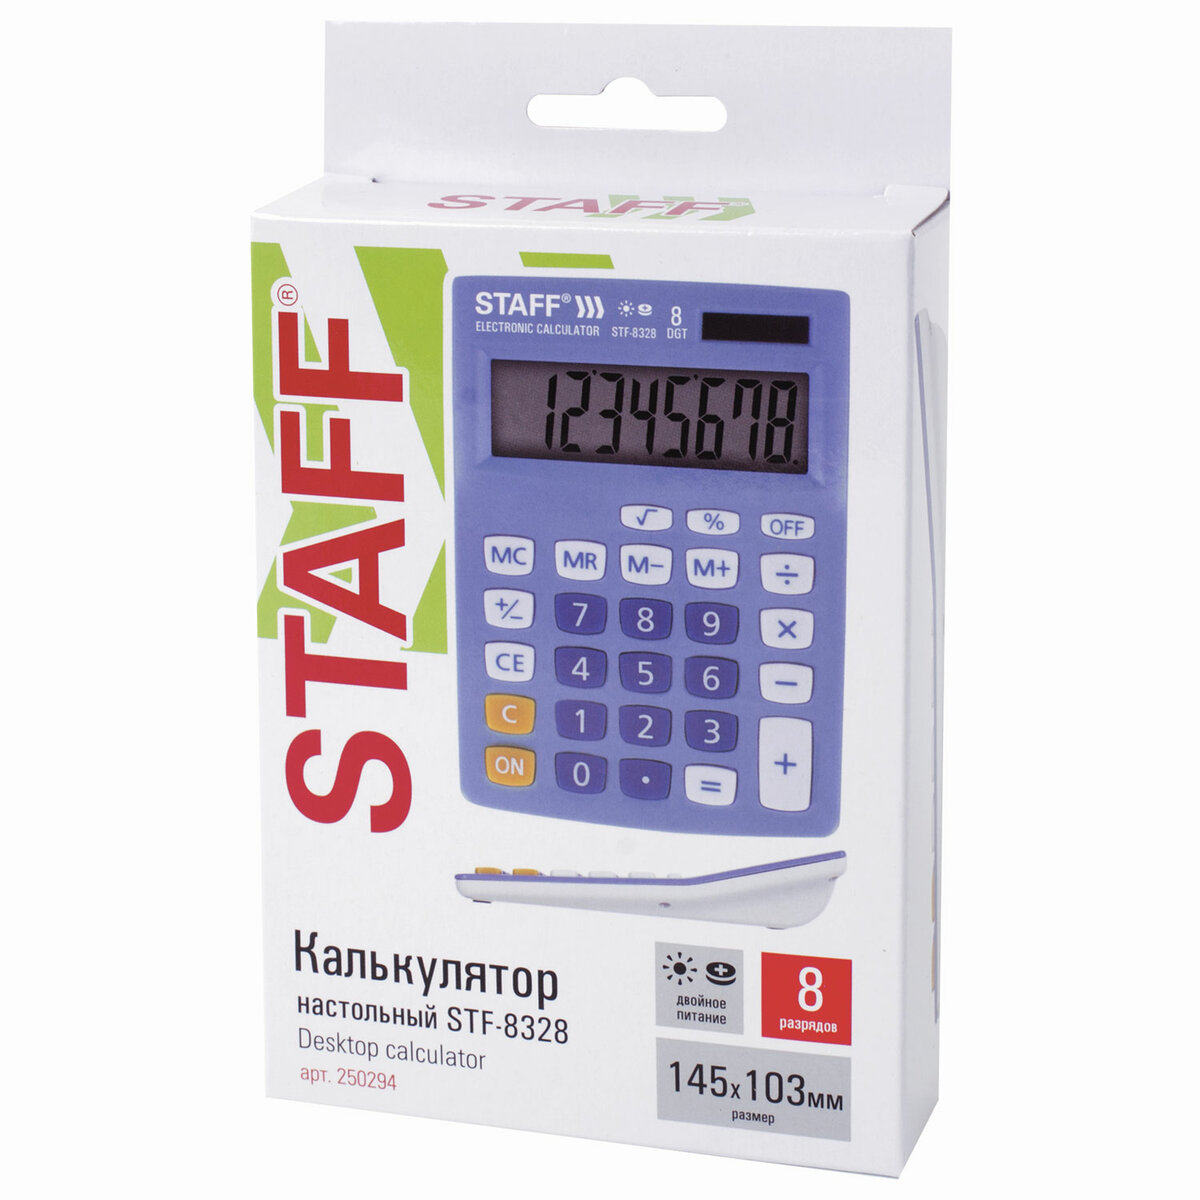 STAFF®
STAFF®
STAFF®
ELECTRONIC CALCULATOR STF-8328
8
DGT
12345678.
√ % OFF
MC MR M− M+ ÷
+/− 7 8 9 ×
CE 4 5 6 −
C 1 2 3 +
ON 0 . =
Калькулятор
настольный STF-8328
Desktop calculator
арт. 250294
двойное
питание
8
разрядов
145x103мм
размер